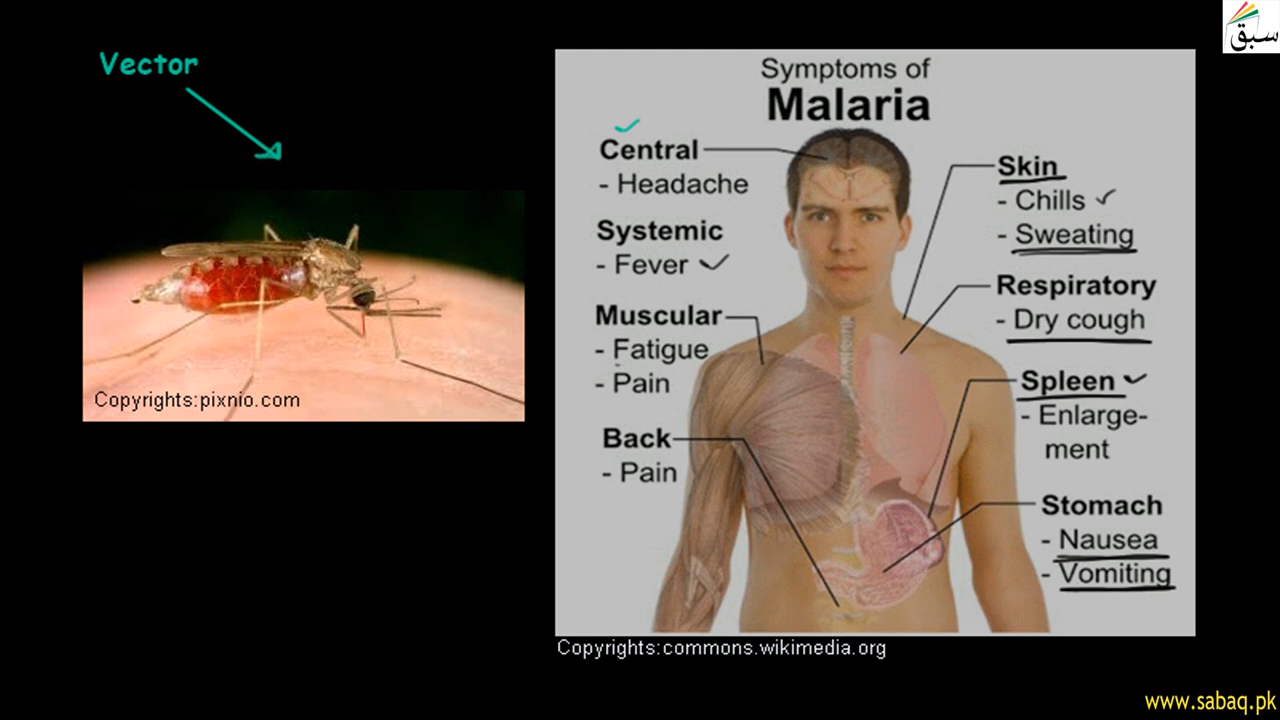 سبق
Vector
Copyrights:pixnio.com
Symptoms of
Malaria
Central
- Headache
Systemic
- Fever
Muscular
- Fatigue
- Pain
Back
- Pain
Skin
- Chills
- Sweating
Respiratory
- Dry cough
Spleen
- Enlarge-
ment
Stomach
- Nausea
- Vomiting
Copyrights:commons.wikimedia.org
www.sabaq.pk